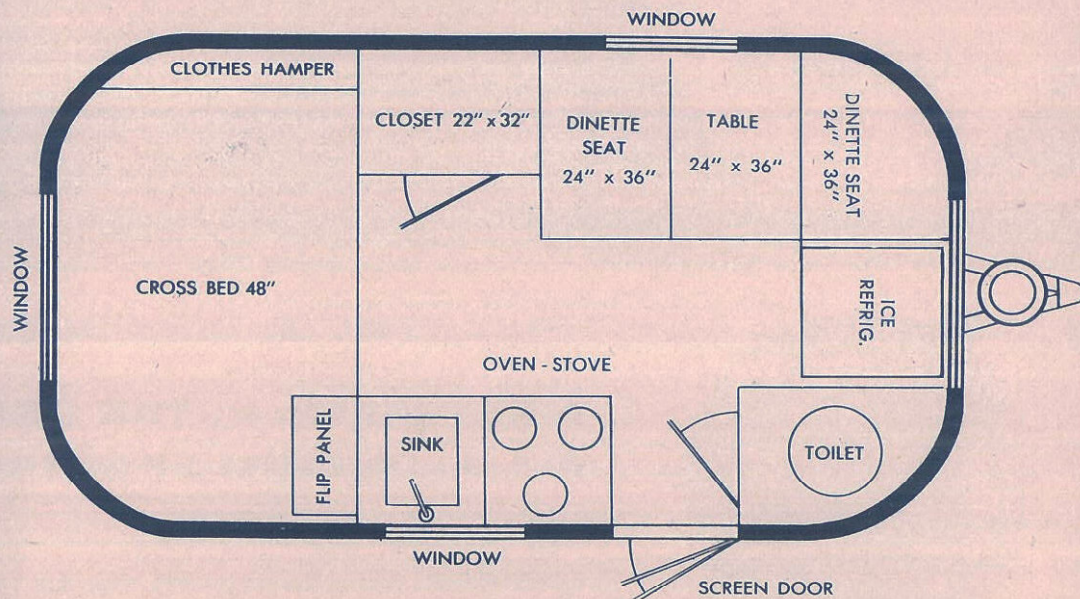 WINDOW
CLOTHES HAMPER
CLOSET 22" x 32"
DINETTE
SEAT
24" x 36"
TABLE
24" x 36"
DINETTE SEAT
24" x 36"
WINDOW
CROSS BED 48"
ICE
REFRIG.
OVEN - STOVE
FLIP PANEL
SINK
TOILET
WINDOW
SCREEN DOOR